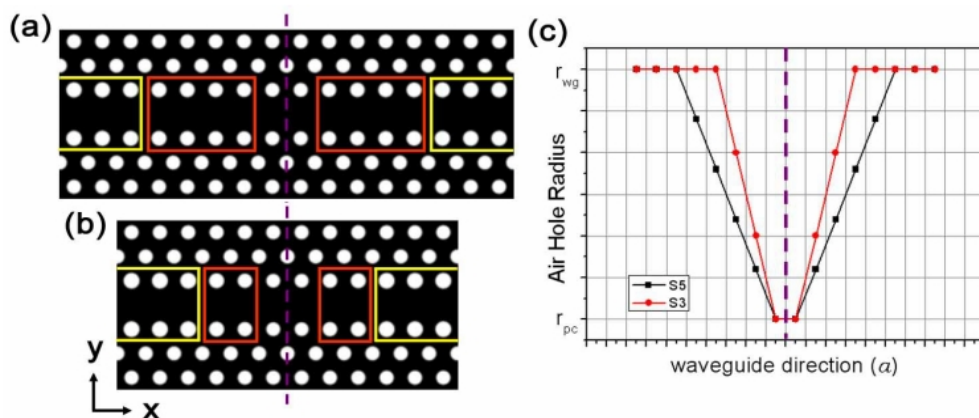 (a)
(b)
y
x
(c)
r_wg
Air Hole Radius
S5
S3
r_pc
waveguide direction (a)